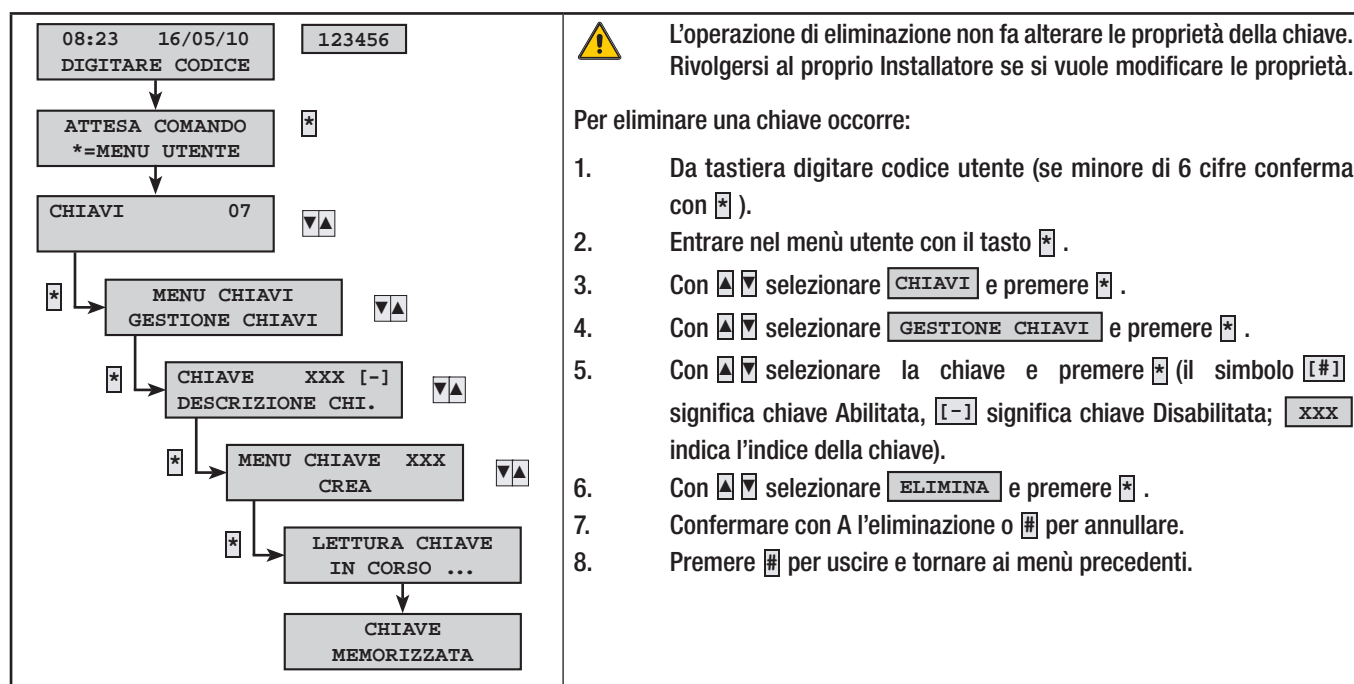 08:23 16/05/10
DIGITARE CODICE
123456
ATTESA COMANDO
*=MENU UTENTE
*
CHIAVI 07
▼▲
*
MENU CHIAVI
GESTIONE CHIAVI
▼▲
*
CHIAVE XXX [-]
DESCRIZIONE CHI.
▼▲
*
MENU CHIAVE XXX
CREA
▼▲
*
LETTURA CHIAVE
IN CORSO ...
CHIAVE
MEMORIZZATA
L'operazione di eliminazione non fa alterare le proprietà della chiave.
Rivolgersi al proprio Installatore se si vuole modificare le proprietà.
Per eliminare una chiave occorre:
1. Da tastiera digitare codice utente (se minore di 6 cifre conferma
con * ).
2. Entrare nel menù utente con il tasto * .
3. Con ▲ ▼ selezionare CHIAVI e premere * .
4. Con ▲ ▼ selezionare GESTIONE CHIAVI e premere * .
5. Con ▲ ▼ selezionare la chiave e premere * (il simbolo [#]
significa chiave Abilitata, [-] significa chiave Disabilitata; XXX
indica l'indice della chiave).
6. Con ▲ ▼ selezionare ELIMINA e premere * .
7. Confermare con A l'eliminazione o # per annullare.
8. Premere # per uscire e tornare ai menù precedenti.